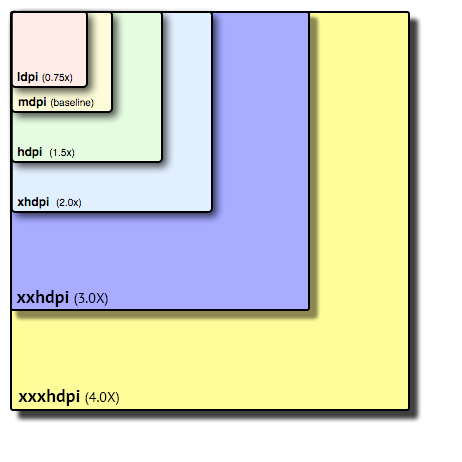 ldpi (0.75x)
mdpi (baseline)
hdpi (1.5x)
xhdpi (2.0x)
xxhdpi (3.0X)
xxxhdpi (4.0X)